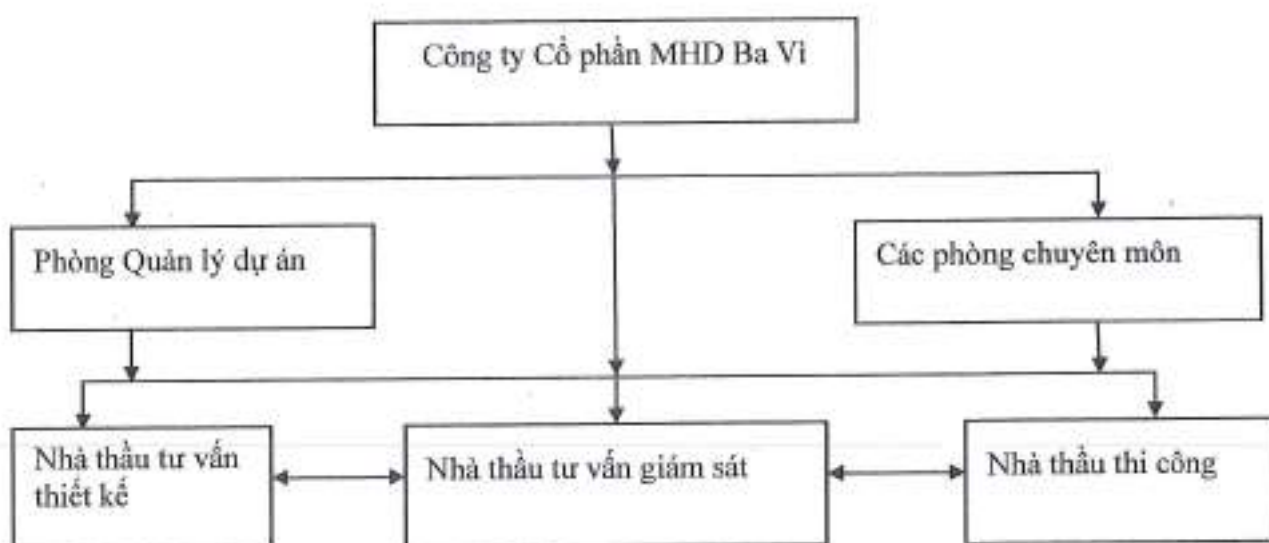 Công ty Cổ phần MHD Ba Vì
Phòng Quản lý dự án
Các phòng chuyên môn
Nhà thầu tư vấn
thiết kế
Nhà thầu tư vấn giám sát
Nhà thầu thi công